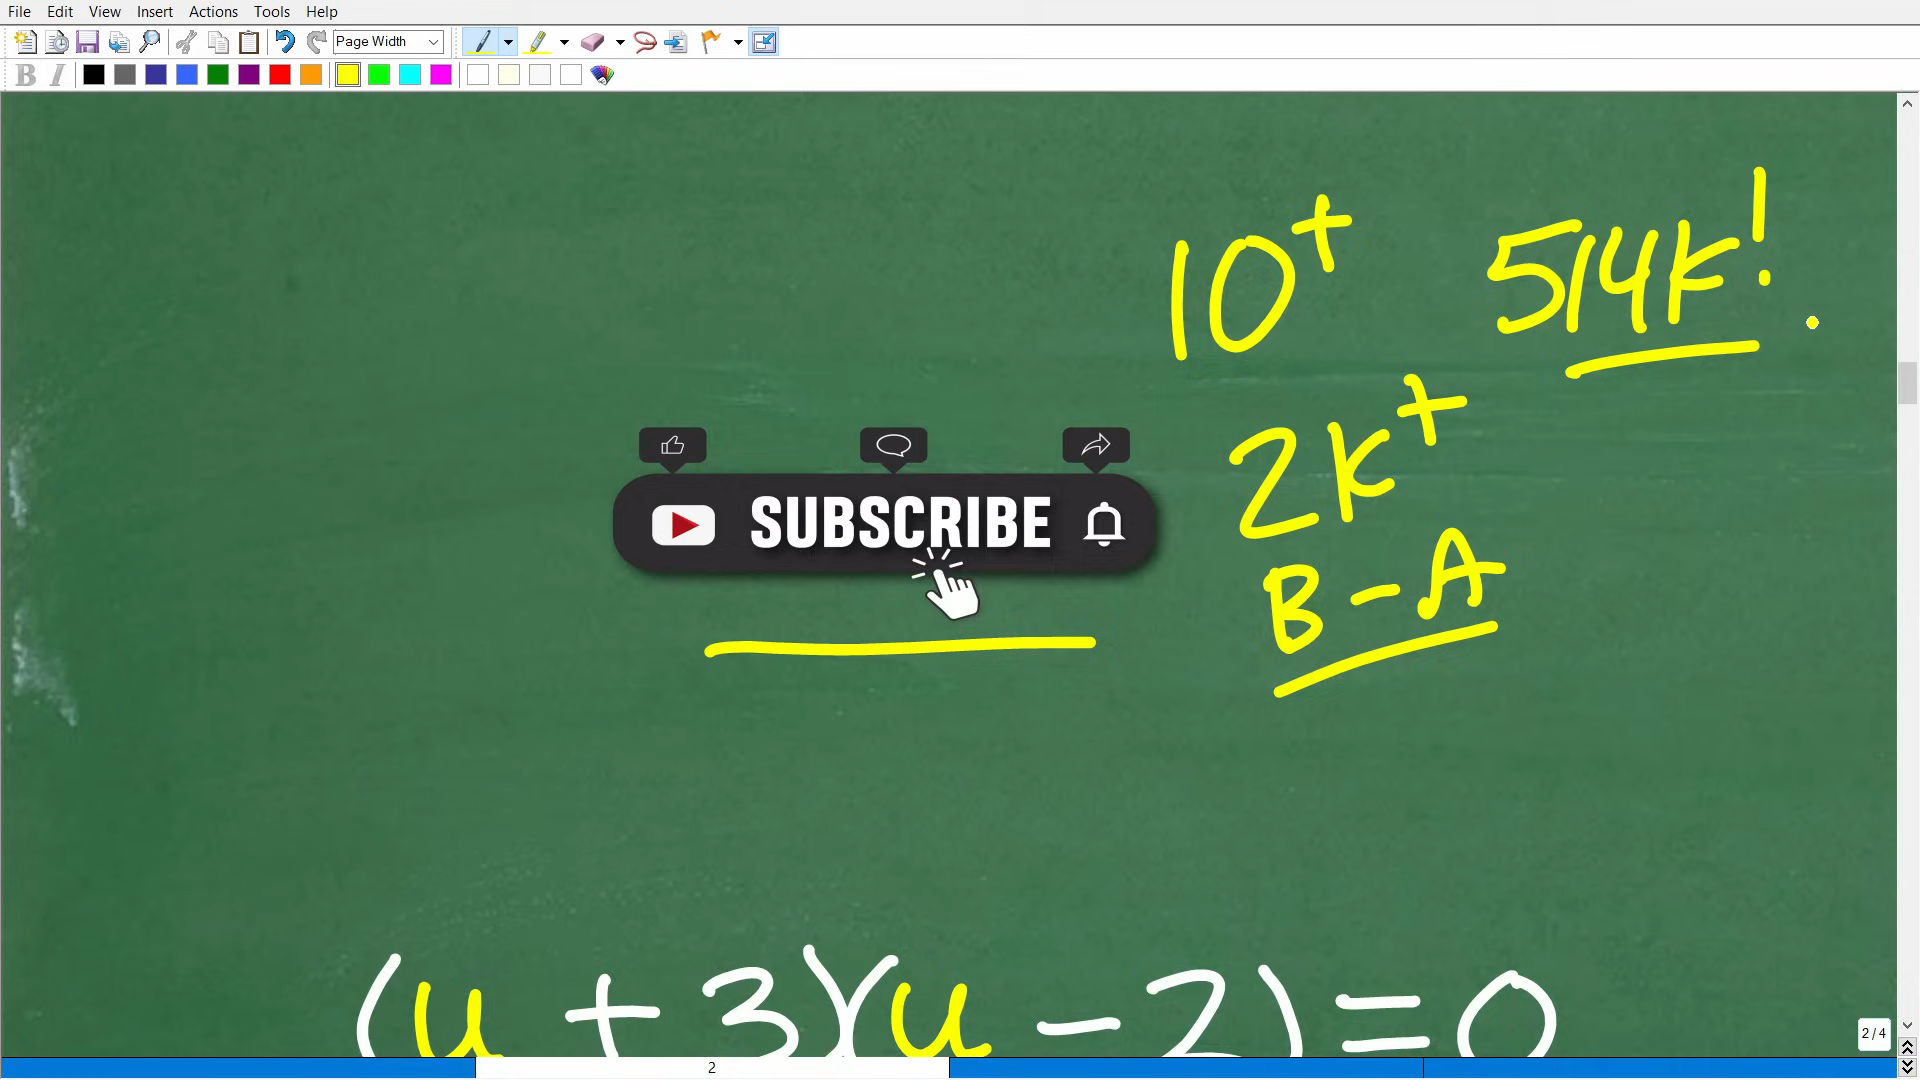 File Edit View Insert Actions Tools Help
Page Width
B I
10+ 514K!
2K+
B-A
SUBSCRIBE
(u + 3)(u - 2) = 0
2 / 4
2